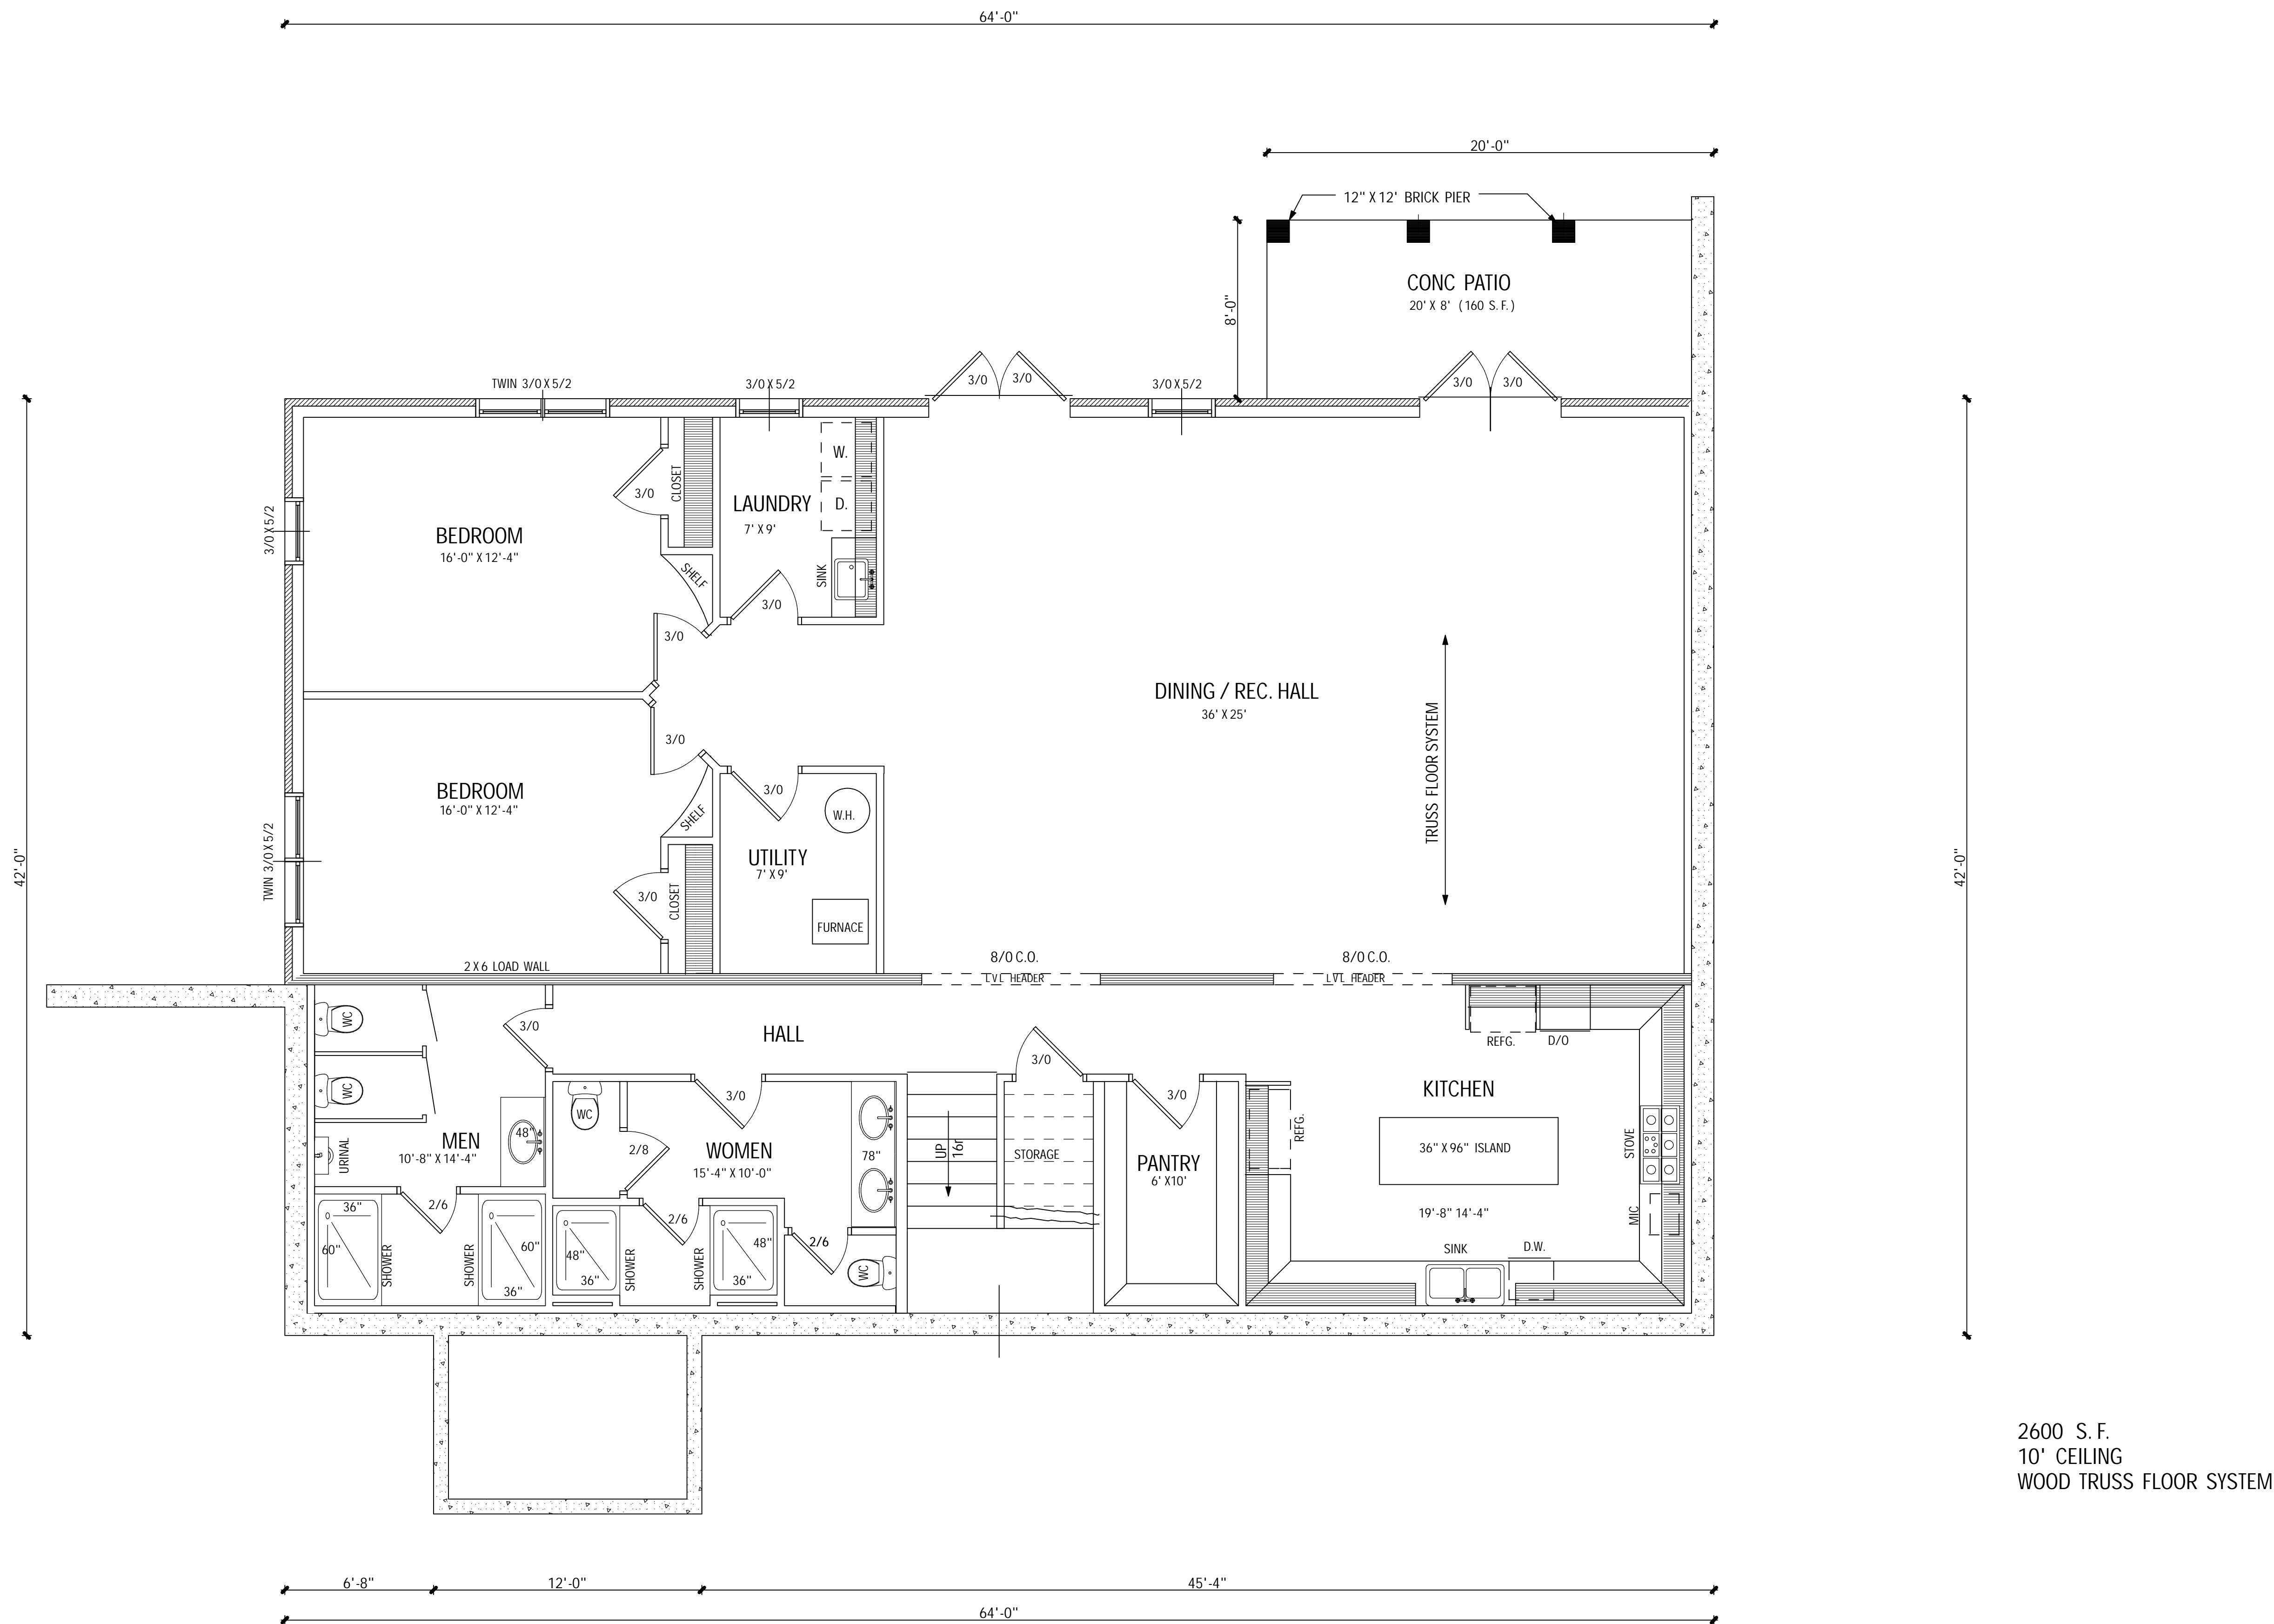 64'-0"
20'-0"
12" X 12' BRICK PIER
CONC PATIO
20' X 8' (160 S.F.)
8'-0"
TWIN 3/0 X 5/2
3/0 X 5/2
3/0
3/0
3/0 X 5/2
3/0
3/0
W.
CLOSET
3/0
LAUNDRY
D.
7' X 9'
3/0 X 5/2
BEDROOM
16'-0" X 12'-4"
SHELF
SINK
3/0
3/0
DINING / REC. HALL
36' X 25'
TRUSS FLOOR SYSTEM
3/0
BEDROOM
16'-0" X 12'-4"
3/0
SHELF
W.H.
TWIN 3/0 X 5/2
42'-0"
42'-0"
UTILITY
7' X 9'
3/0
CLOSET
FURNACE
2 X 6 LOAD WALL
8/0 C.O.
LVL HEADER
8/0 C.O.
LVL HEADER
WC
3/0
HALL
3/0
REFG.
D/O
WC
WC
3/0
3/0
KITCHEN
REFG.
MEN
10'-8" X 14'-4"
URINAL
48"
2/8
WOMEN
15'-4" X 10'-0"
78"
UP
16r
STORAGE
PANTRY
6' X10'
36" X 96" ISLAND
STOVE
36"
2/6
2/6
19'-8" 14'-4"
MIC
60"
SHOWER
SHOWER
60"
36"
48"
36"
SHOWER
SHOWER
48"
36"
2/6
WC
SINK
D.W.
2600 S.F.
10' CEILING
WOOD TRUSS FLOOR SYSTEM
6'-8"
12'-0"
45'-4"
64'-0"